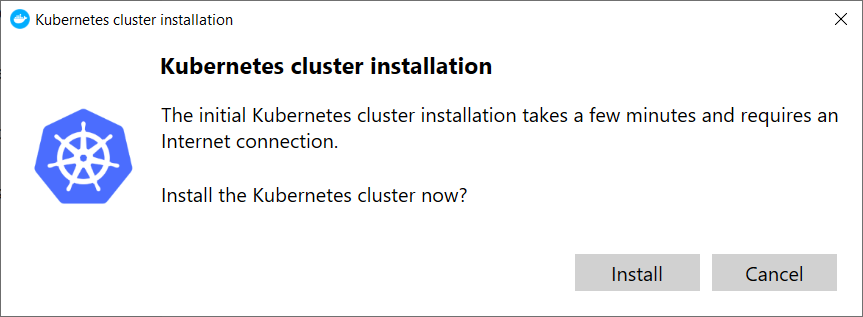 Kubernetes cluster installation
Kubernetes cluster installation
The initial Kubernetes cluster installation takes a few minutes and requires an
Internet connection.
Install the Kubernetes cluster now?
Install
Cancel